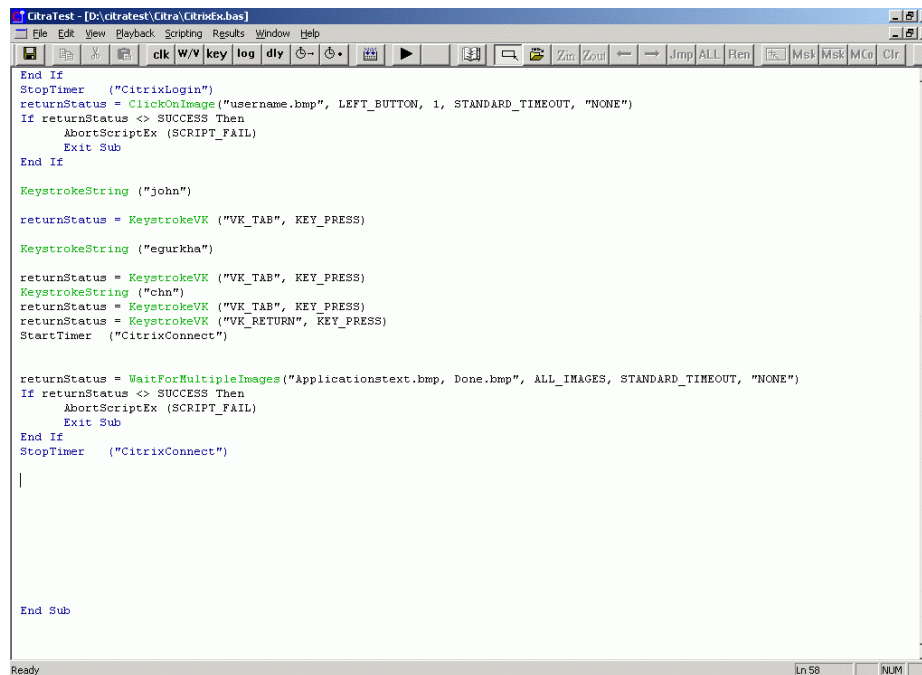 CitraTest - [D:\citratest\Citra\CitrixEx.bas]
File Edit View Playback Scripting Results Window Help
clk W/V key log dly Zin Zout Jmp ALL Ren Msk Msk MCo Clr
End If
StopTimer ("CitrixLogin")
returnStatus = ClickOnImage("username.bmp", LEFT_BUTTON, 1, STANDARD_TIMEOUT, "NONE")
If returnStatus <> SUCCESS Then
AbortScriptEx (SCRIPT_FAIL)
Exit Sub
End If
KeystrokeString ("john")
returnStatus = KeystrokeVK ("VK_TAB", KEY_PRESS)
KeystrokeString ("egurkha")
returnStatus = KeystrokeVK ("VK_TAB", KEY_PRESS)
KeystrokeString ("chn")
returnStatus = KeystrokeVK ("VK_TAB", KEY_PRESS)
returnStatus = KeystrokeVK ("VK_RETURN", KEY_PRESS)
StartTimer ("CitrixConnect")
returnStatus = WaitForMultipleImages("Applicationstext.bmp, Done.bmp", ALL_IMAGES, STANDARD_TIMEOUT, "NONE")
If returnStatus <> SUCCESS Then
AbortScriptEx (SCRIPT_FAIL)
Exit Sub
End If
StopTimer ("CitrixConnect")
End Sub
Ready Ln 58 NUM